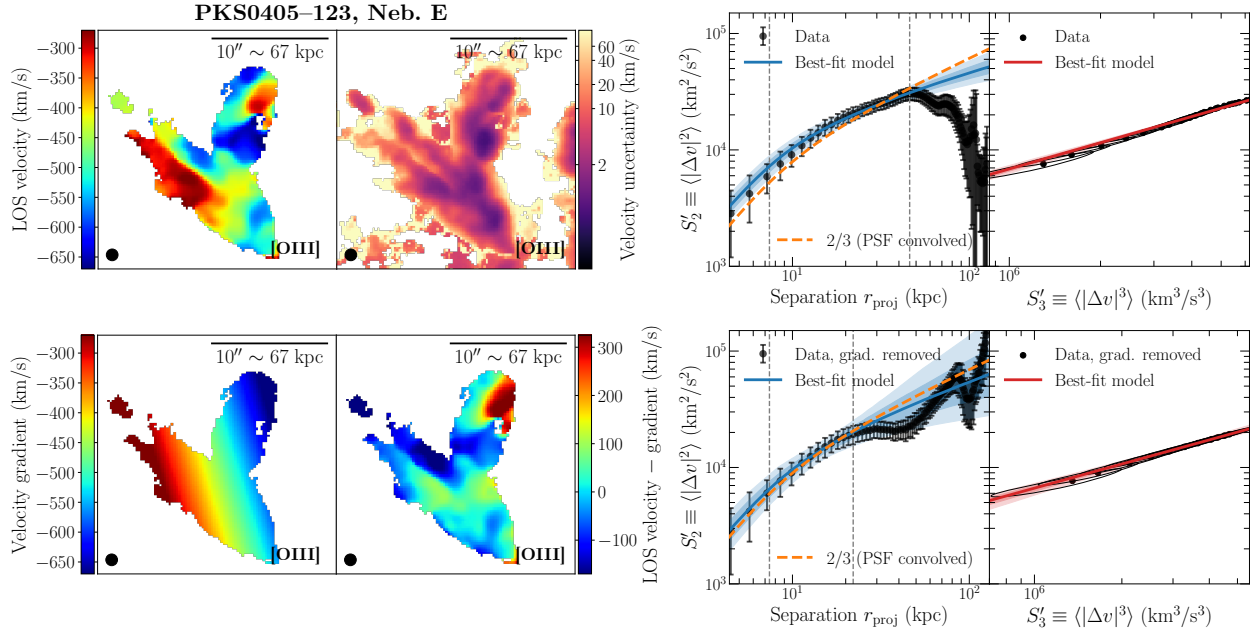 PKS0405–123, Neb. E
LOS velocity (km/s)
−300
−350
−400
−450
−500
−550
−600
−650
10″ ∼ 67 kpc
[OIII]
10″ ∼ 67 kpc
[OIII]
60
40
20
10
2
Velocity uncertainty (km/s)
S′₂ ≡ ⟨|Δv|²⟩ (km²/s²)
10⁵
10⁴
10³
Data
Best-fit model
2/3 (PSF convolved)
10¹
10²
Separation r_proj (kpc)
Data
Best-fit model
10⁶
S′₃ ≡ ⟨|Δv|³⟩ (km³/s³)
Velocity gradient (km/s)
−300
−350
−400
−450
−500
−550
−600
−650
10″ ∼ 67 kpc
[OIII]
10″ ∼ 67 kpc
[OIII]
300
200
100
0
−100
LOS velocity − gradient (km/s)
S′₂ ≡ ⟨|Δv|²⟩ (km²/s²)
10⁵
10⁴
10³
Data, grad. removed
Best-fit model
2/3 (PSF convolved)
10¹
10²
Separation r_proj (kpc)
Data, grad. removed
Best-fit model
10⁶
S′₃ ≡ ⟨|Δv|³⟩ (km³/s³)